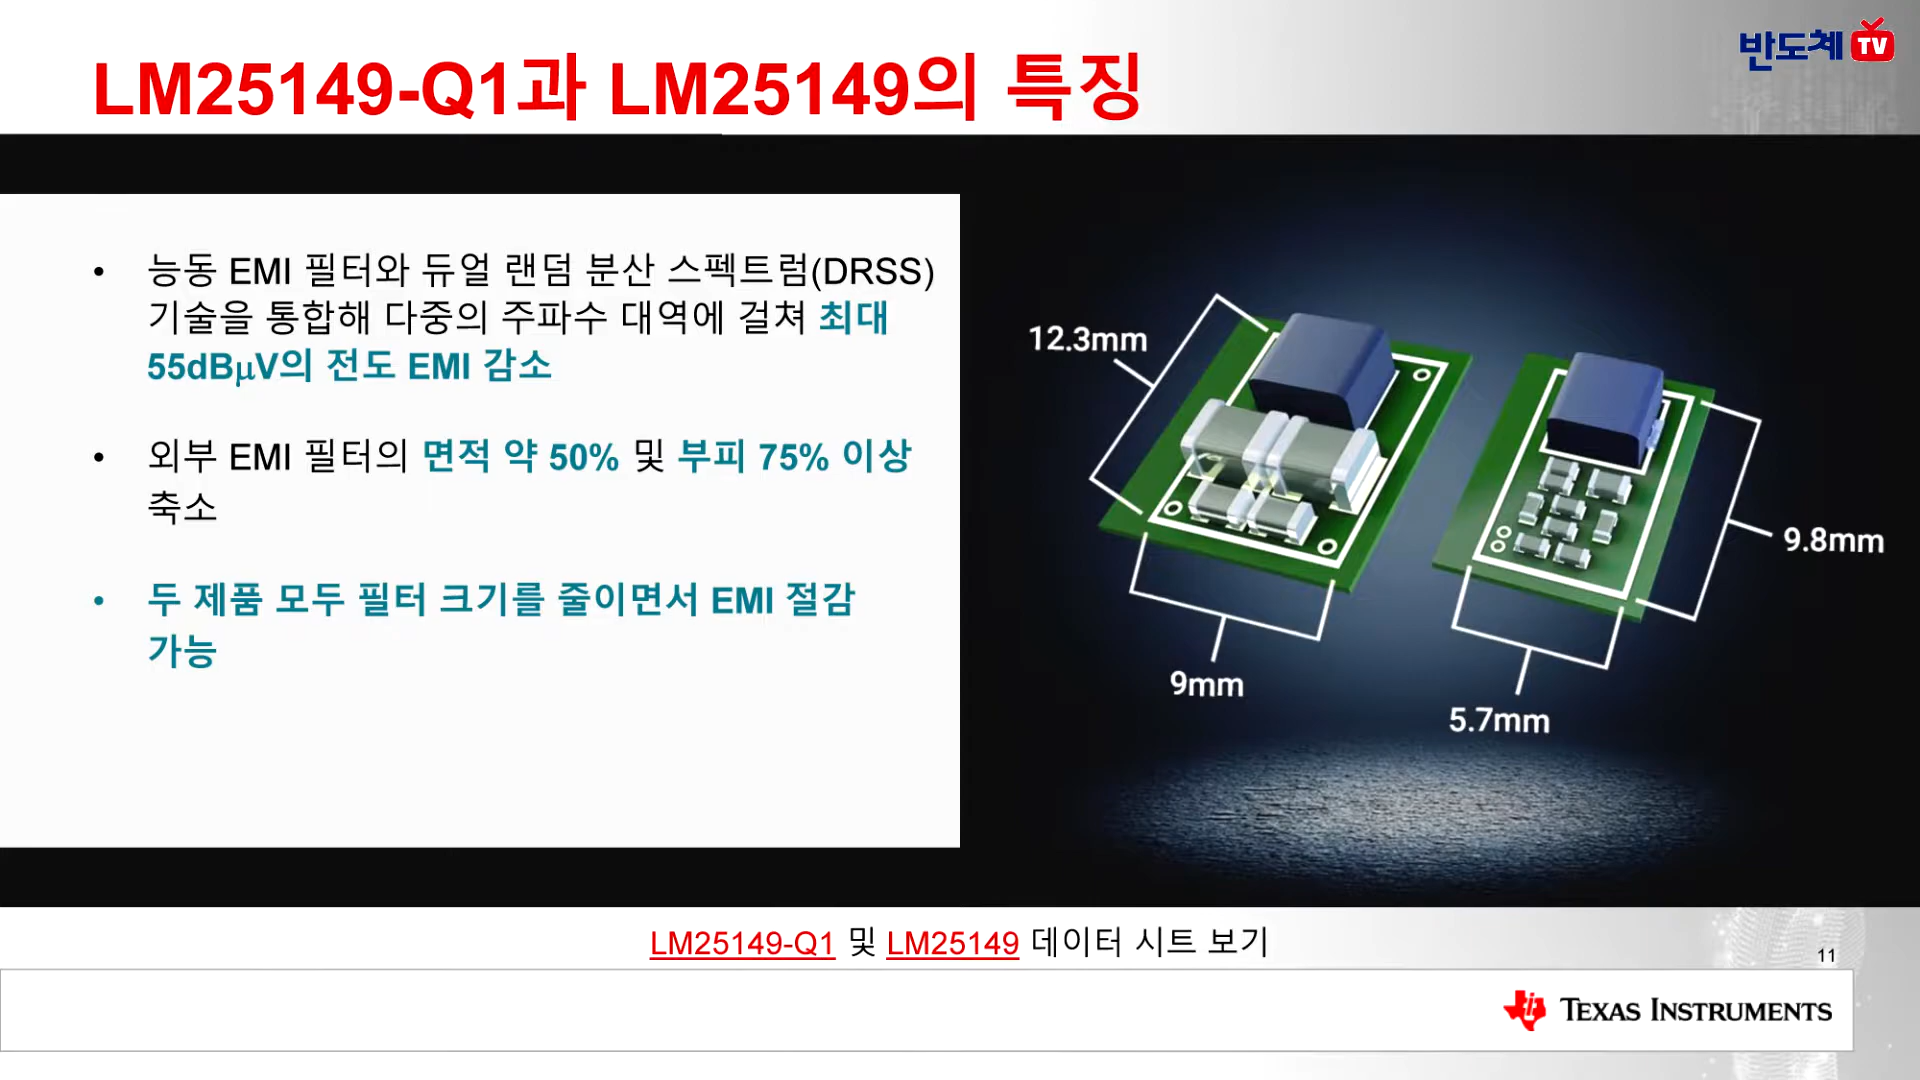 반도체 TV
LM25149-Q1과 LM25149의 특징
• 능동 EMI 필터와 듀얼 랜덤 분산 스펙트럼(DRSS)
기술을 통합해 다중의 주파수 대역에 걸쳐 최대
55dBµV의 전도 EMI 감소
• 외부 EMI 필터의 면적 약 50% 및 부피 75% 이상
축소
• 두 제품 모두 필터 크기를 줄이면서 EMI 절감
가능
12.3mm
9mm
9.8mm
5.7mm
LM25149-Q1 및 LM25149 데이터 시트 보기
11
TEXAS INSTRUMENTS